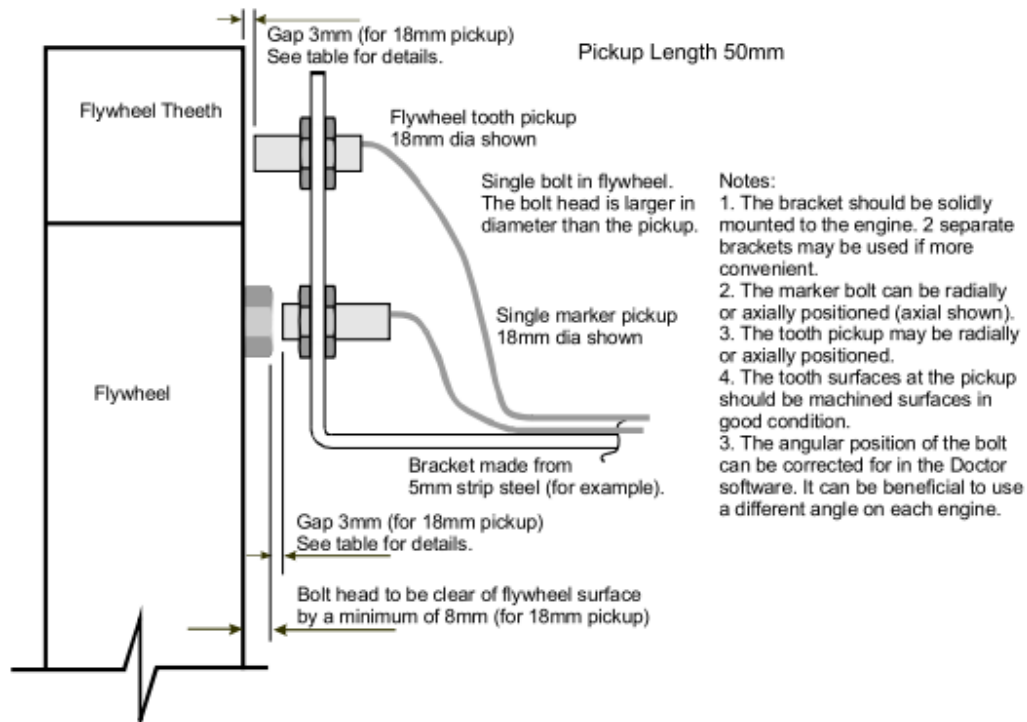 Gap 3mm (for 18mm pickup)
See table for details.
Pickup Length 50mm
Flywheel Theeth
Flywheel tooth pickup
18mm dia shown
Single bolt in flywheel.
The bolt head is larger in
diameter than the pickup.
Notes:
1. The bracket should be solidly
mounted to the engine. 2 separate
brackets may be used if more
convenient.
2. The marker bolt can be radially
or axially positioned (axial shown).
3. The tooth pickup may be radially
or axially positioned.
4. The tooth surfaces at the pickup
should be machined surfaces in
good condition.
3. The angular position of the bolt
can be corrected for in the Doctor
software. It can be beneficial to use
a different angle on each engine.
Single marker pickup
18mm dia shown
Flywheel
Bracket made from
5mm strip steel (for example).
Gap 3mm (for 18mm pickup)
See table for details.
Bolt head to be clear of flywheel surface
by a minimum of 8mm (for 18mm pickup)